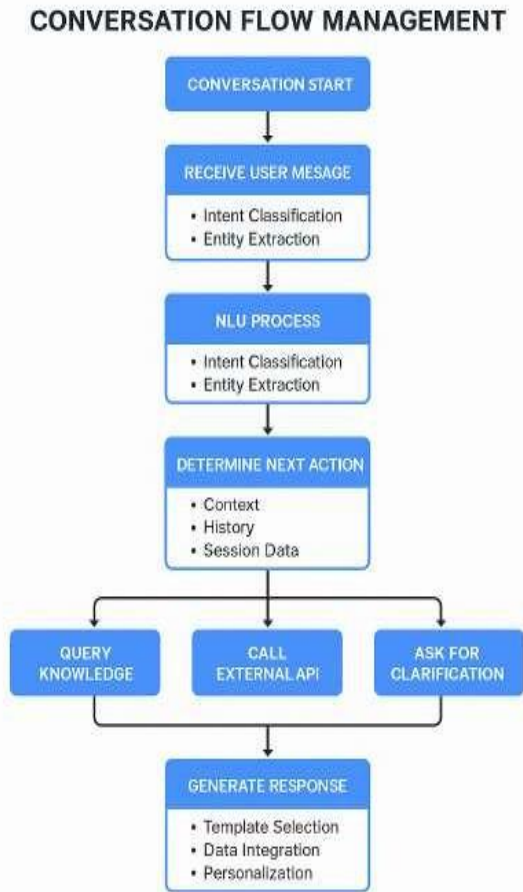 CONVERSATION FLOW MANAGEMENT
CONVERSATION START
RECEIVE USER MESAGE
• Intent Classification
• Entity Extraction
NLU PROCESS
• Intent Classification
• Entity Extraction
DETERMINE NEXT ACTION
• Context
• History
• Session Data
QUERY
KNOWLEDGE
CALL
EXTERNAL API
ASK FOR
CLARIFICATION
GENERATE RESPONSE
• Template Selection
• Data Integration
• Personalization